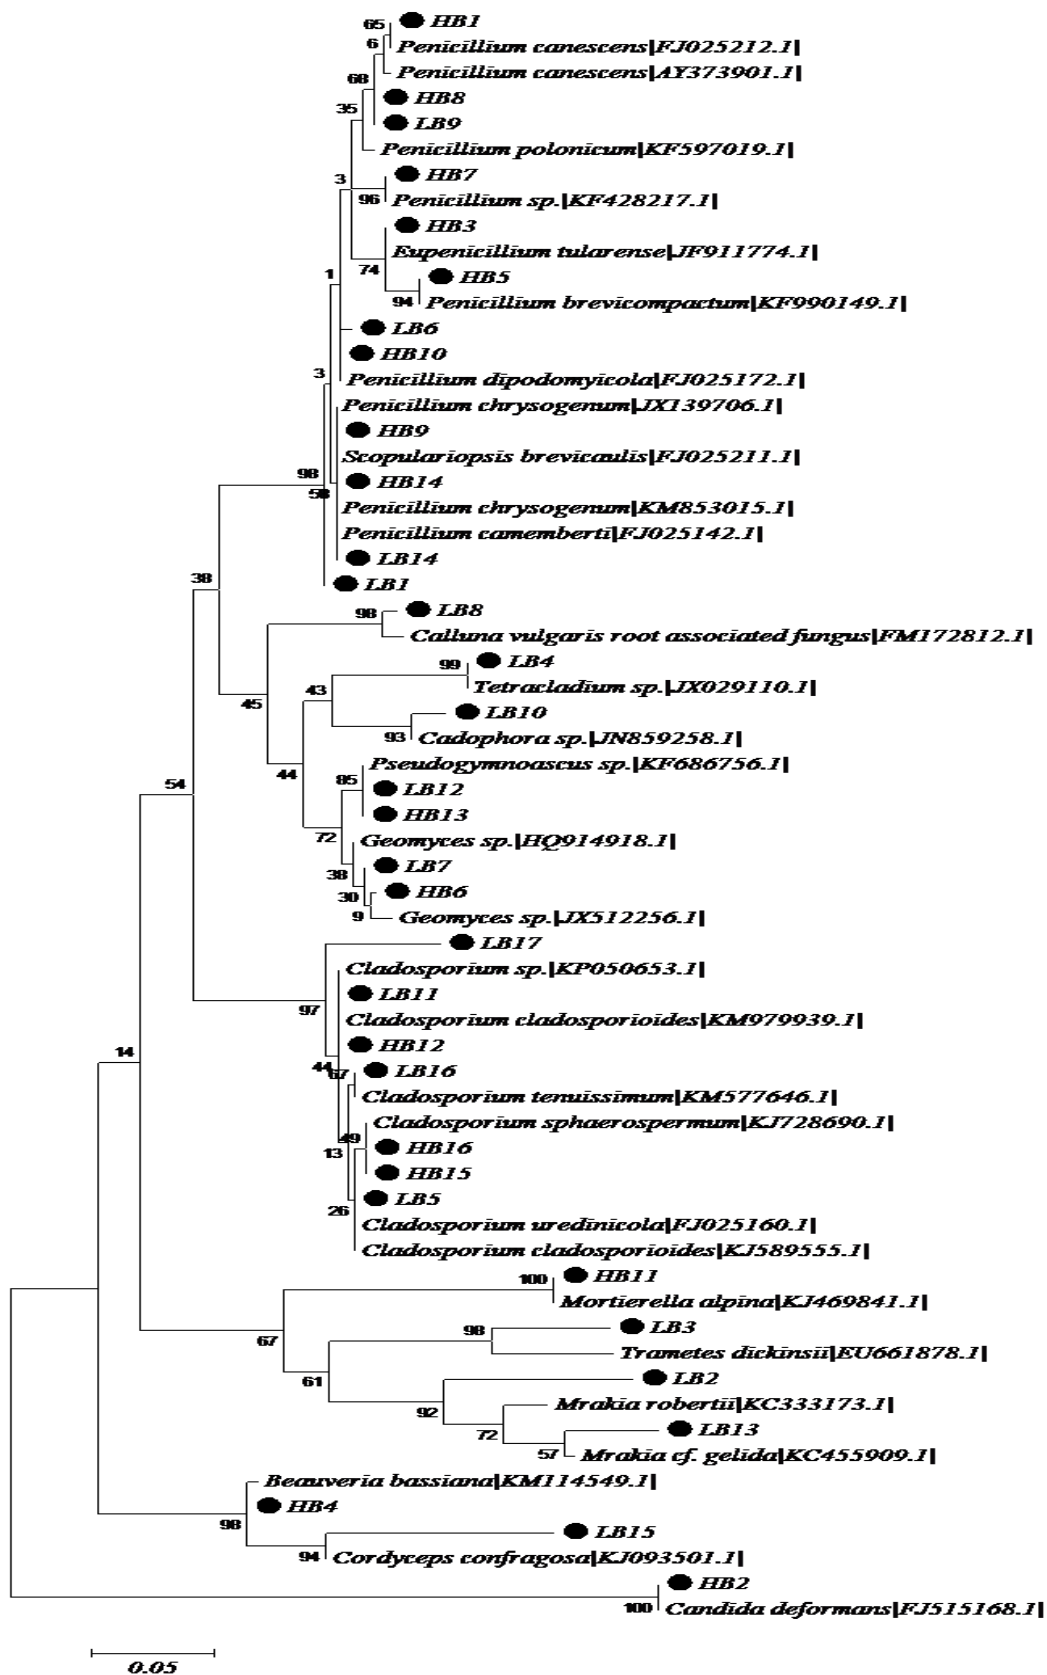 65
HB1
6
Penicillium canescens|FJ025212.1|
Penicillium canescens|AY373901.1|
68
HB8
35
LB9
Penicillium polonicum|KF597019.1|
3
HB7
96
Penicillium sp.|KF428217.1|
HB3
Eupenicillium tularense|JF911774.1|
74
1
HB5
94
Penicillium brevicompactum|KF990149.1|
LB6
HB10
3
Penicillium dipodomyicola|FJ025172.1|
Penicillium chrysogenum|JX139706.1|
HB9
Scopulariopsis brevicaulis|FJ025211.1|
98
HB14
58
Penicillium chrysogenum|KM853015.1|
Penicillium camemberti|FJ025142.1|
LB14
38
LB1
98
LB8
Calluna vulgaris root associated fungus|FM172812.1|
99
LB4
Tetracladium sp.|JX029110.1|
43
45
LB10
93
Cadophora sp.|JN859258.1|
Pseudogymnoascus sp.|KF686756.1|
44
85
54
LB12
HB13
72
Geomyces sp.|HQ914918.1|
LB7
38
HB6
30
9
Geomyces sp.|JX512256.1|
LB17
Cladosporium sp.|KP050653.1|
LB11
97
Cladosporium cladosporioides|KM979939.1|
HB12
14
44
67
LB16
Cladosporium tenuissimum|KM577646.1|
Cladosporium sphaerospermum|KJ728690.1|
49
HB16
13
HB15
LB5
26
Cladosporium uredinicola|FJ025160.1|
Cladosporium cladosporioides|KJ589555.1|
100
HB11
Mortierella alpina|KJ469841.1|
67
98
LB3
Trametes dickinsii|EU661878.1|
61
LB2
92
Mrakia robertii|KC333173.1|
72
LB13
57
Mrakia cf. gelida|KC455909.1|
Beauveria bassiana|KM114549.1|
HB4
98
LB15
94
Cordyceps confragosa|KJ093501.1|
HB2
100
Candida deformans|FJ515168.1|
0.05